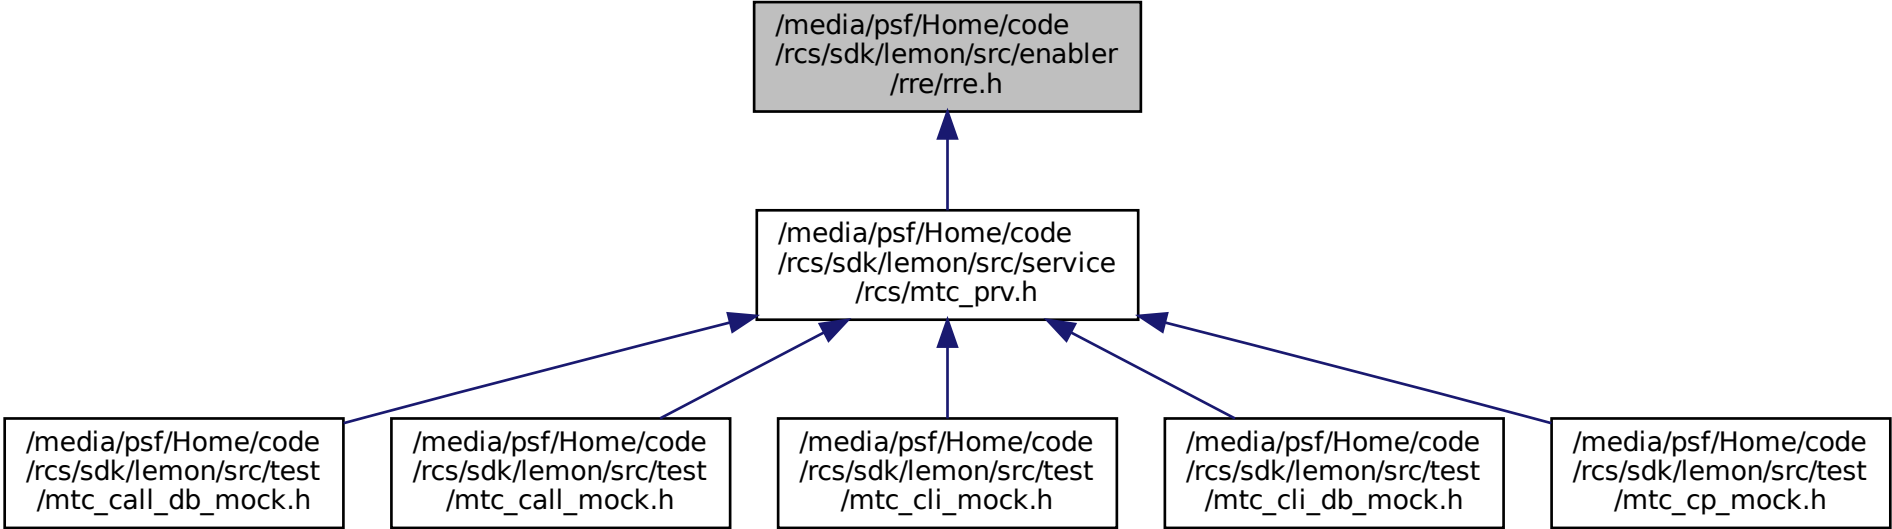 /media/psf/Home/code
/rcs/sdk/lemon/src/enabler
/rre/rre.h
/media/psf/Home/code
/rcs/sdk/lemon/src/service
/rcs/mtc_prv.h
/media/psf/Home/code
/rcs/sdk/lemon/src/test
/mtc_call_db_mock.h
/media/psf/Home/code
/rcs/sdk/lemon/src/test
/mtc_call_mock.h
/media/psf/Home/code
/rcs/sdk/lemon/src/test
/mtc_cli_mock.h
/media/psf/Home/code
/rcs/sdk/lemon/src/test
/mtc_cli_db_mock.h
/media/psf/Home/code
/rcs/sdk/lemon/src/test
/mtc_cp_mock.h